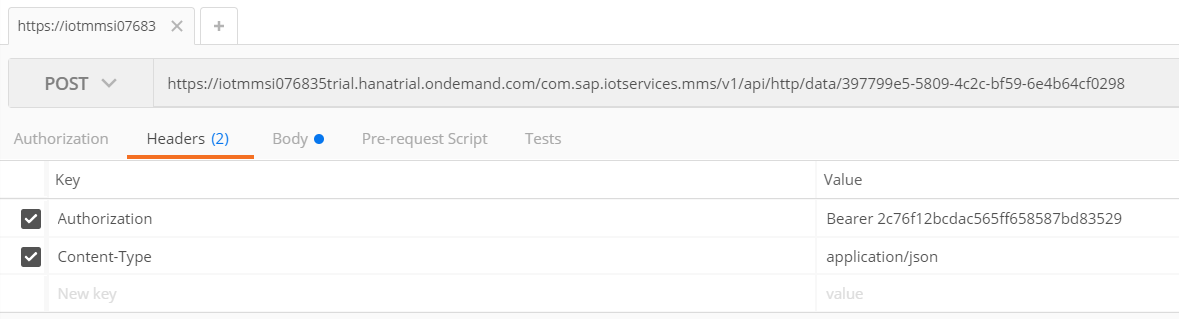 https://iotmmsi07683
POST https://iotmmsi076835trial.hanatrial.ondemand.com/com.sap.iotservices.mms/v1/api/http/data/397799e5-5809-4c2c-bf59-6e4b64cf0298
Authorization Headers (2) Body Pre-request Script Tests
Key Value
Authorization Bearer 2c76f12bcdac565ff658587bd83529
Content-Type application/json
New key value